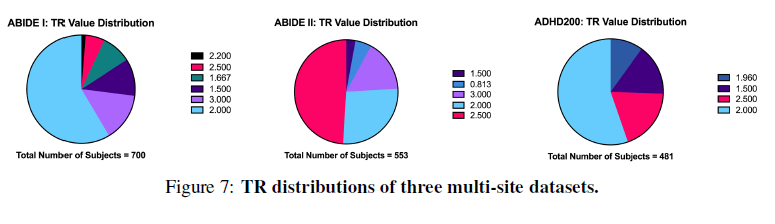 ABIDE I: TR Value Distribution
2.200
2.500
1.667
1.500
3.000
2.000
Total Number of Subjects = 700
ABIDE II: TR Value Distribution
1.500
0.813
3.000
2.000
2.500
Total Number of Subjects = 553
ADHD200: TR Value Distribution
1.960
1.500
2.500
2.000
Total Number of Subjects = 481
Figure 7: TR distributions of three multi-site datasets.